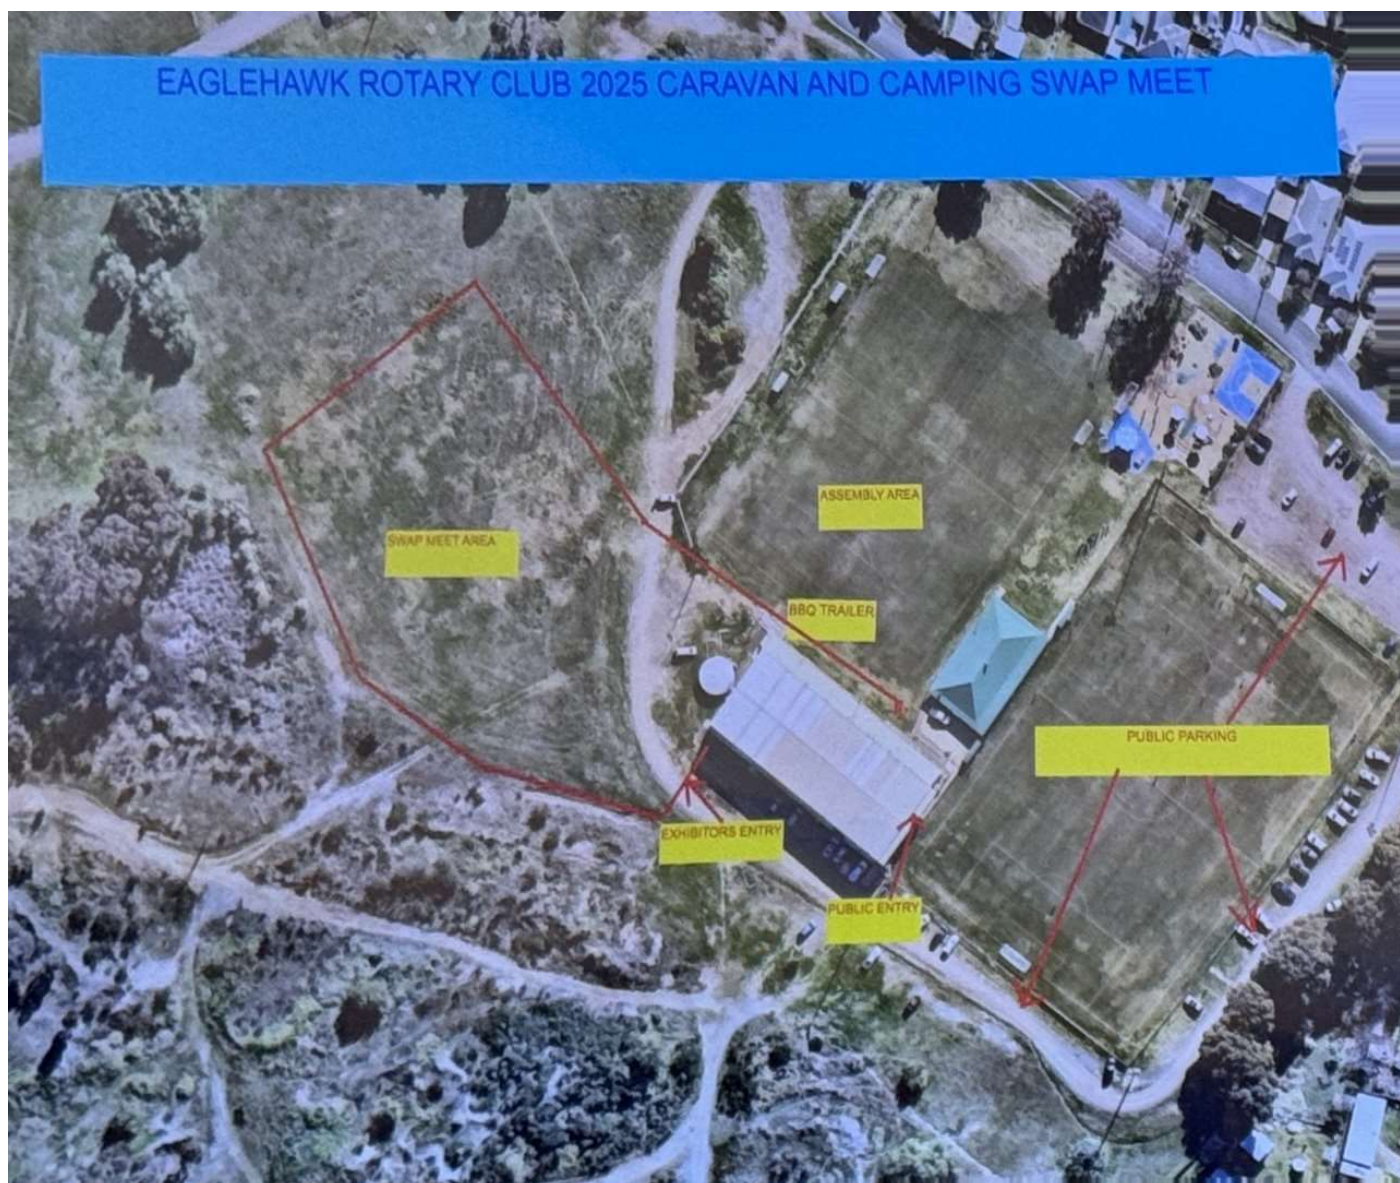 EAGLEHAWK ROTARY CLUB 2025 CARAVAN AND CAMPING SWAP MEET
ASSEMBLY AREA
SWAP MEET AREA
BBQ TRAILER
PUBLIC PARKING
EXHIBITORS ENTRY
PUBLIC ENTRY